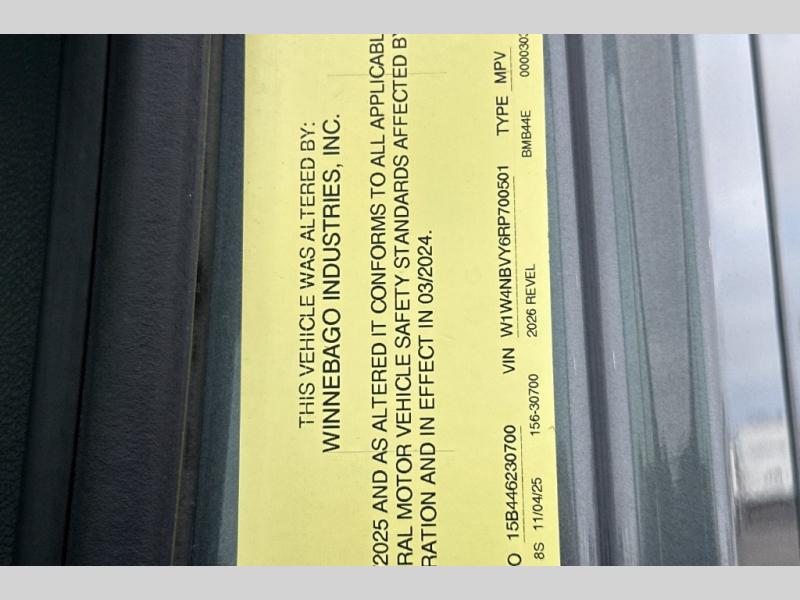 THIS VEHICLE WAS ALTERED BY:
WINNEBAGO INDUSTRIES, INC.
2025 AND AS ALTERED IT CONFORMS TO ALL APPLICABL
RAL MOTOR VEHICLE SAFETY STANDARDS AFFECTED B
RATION AND IN EFFECT IN 03/2024.
O 15B446230700 VIN W1W4NBVY6RP700501 TYPE MPV
8S 11/04/25 156-30700 2026 REVEL BMB44E 0000303